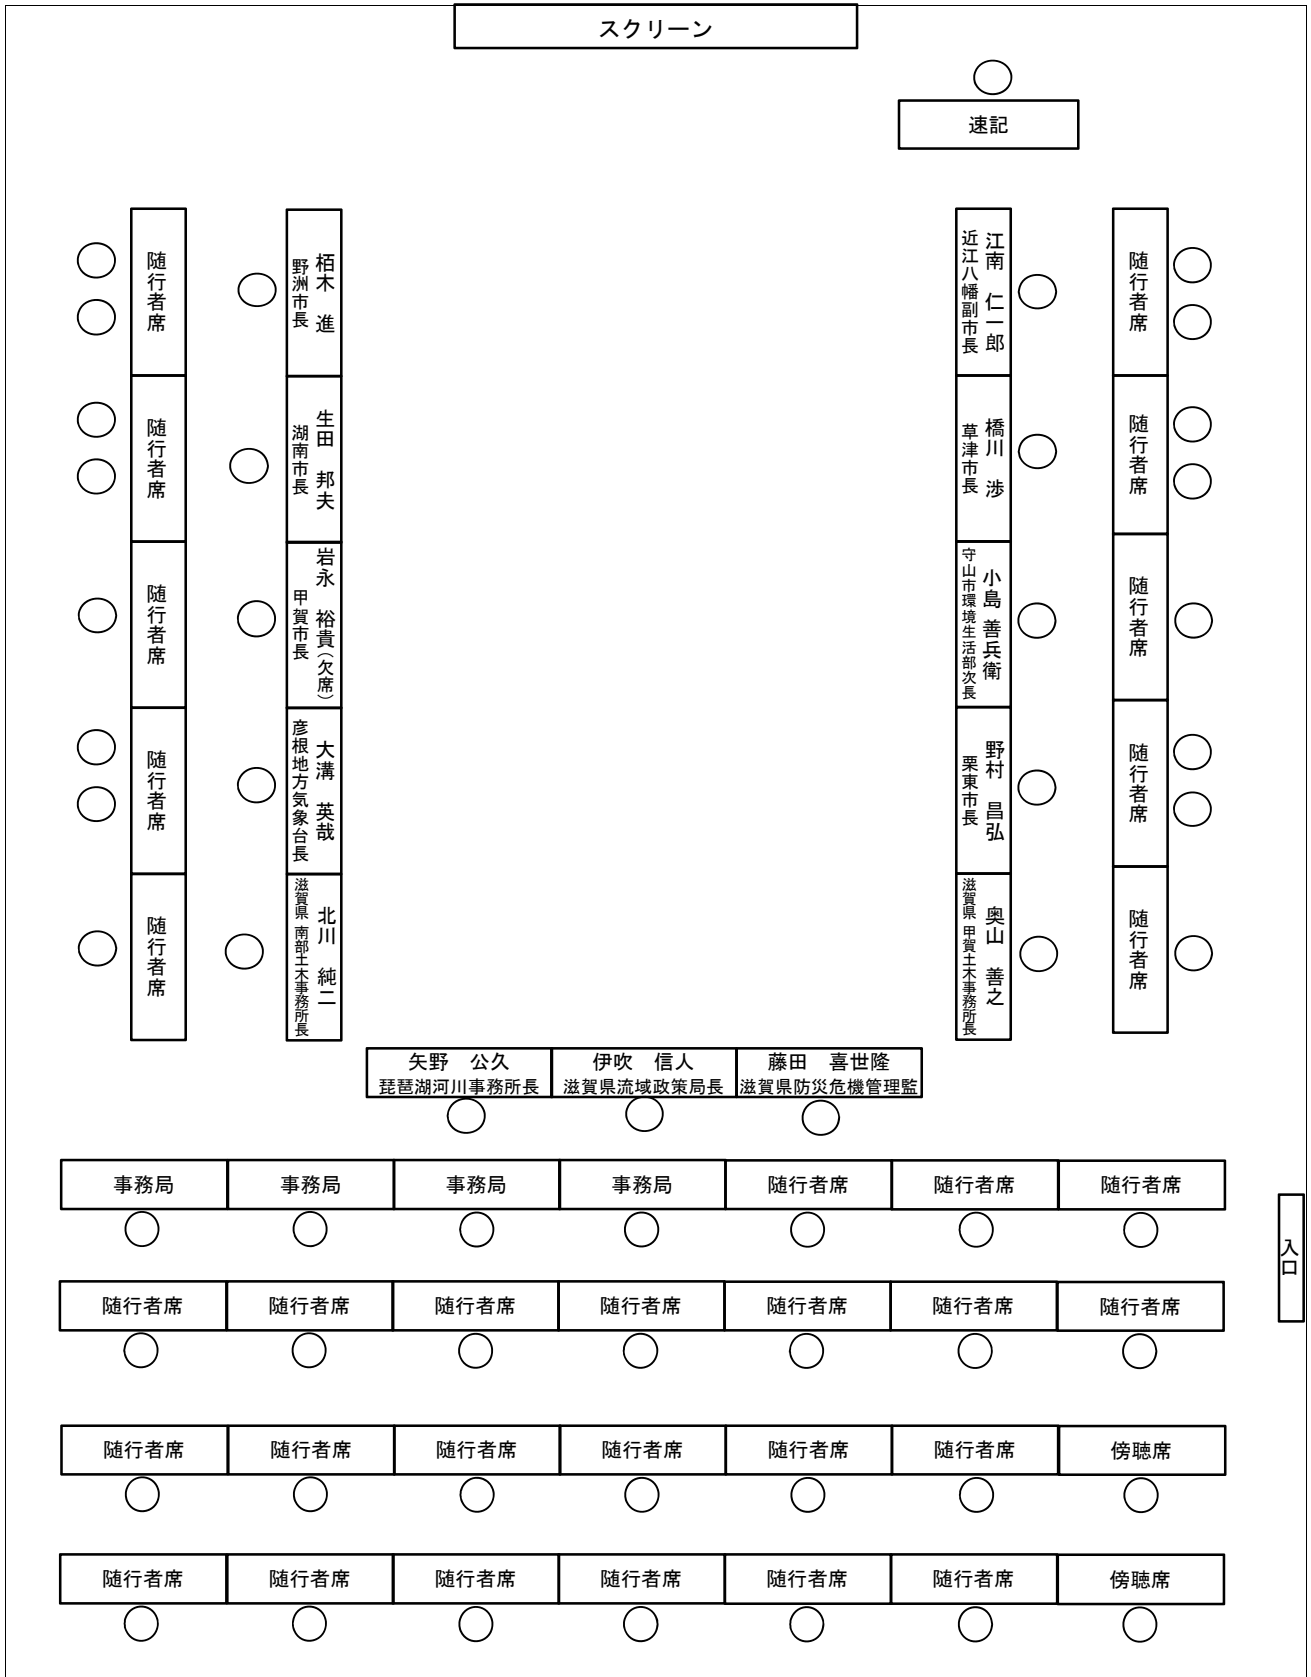 スクリーン
速記
随行者席
随行者席
随行者席
随行者席
随行者席
栢木 進
野洲市長
生田 邦夫
湖南市長
岩永 裕貴(欠席)
甲賀市長
大溝 英哉
彦根地方気象台長
北川 純二
滋賀県 南部土木事務所長
江南 仁一郎
近江八幡副市長
橋川 渉
草津市長
小島 善兵衛
守山市環境生活部次長
野村 昌弘
栗東市長
奥山 善之
滋賀県 甲賀土木事務所長
随行者席
随行者席
随行者席
随行者席
随行者席
矢野 公久
琵琶湖河川事務所長
伊吹 信人
滋賀県流域政策局長
藤田 喜世隆
滋賀県防災危機管理監
事務局 事務局 事務局 事務局 随行者席 随行者席 随行者席
入口
随行者席 随行者席 随行者席 随行者席 随行者席 随行者席 随行者席
随行者席 随行者席 随行者席 随行者席 随行者席 随行者席 傍聴席
随行者席 随行者席 随行者席 随行者席 随行者席 随行者席 傍聴席